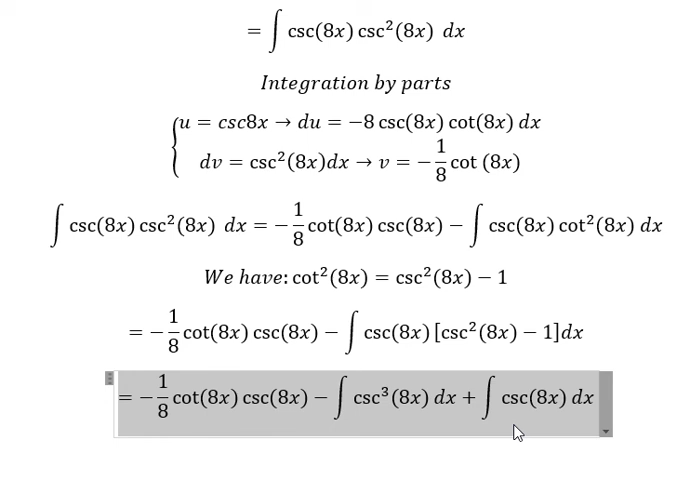 = ∫ csc(8x) csc²(8x) dx
Integration by parts
{u = csc8x → du = −8 csc(8x) cot(8x) dx
dv = csc²(8x)dx → v = −1/8 cot (8x)
∫ csc(8x) csc²(8x) dx = −1/8 cot(8x) csc(8x) − ∫ csc(8x) cot²(8x) dx
We have: cot²(8x) = csc²(8x) − 1
= −1/8 cot(8x) csc(8x) − ∫ csc(8x) [csc²(8x) − 1]dx
= −1/8 cot(8x) csc(8x) − ∫ csc³(8x) dx + ∫ csc(8x) dx